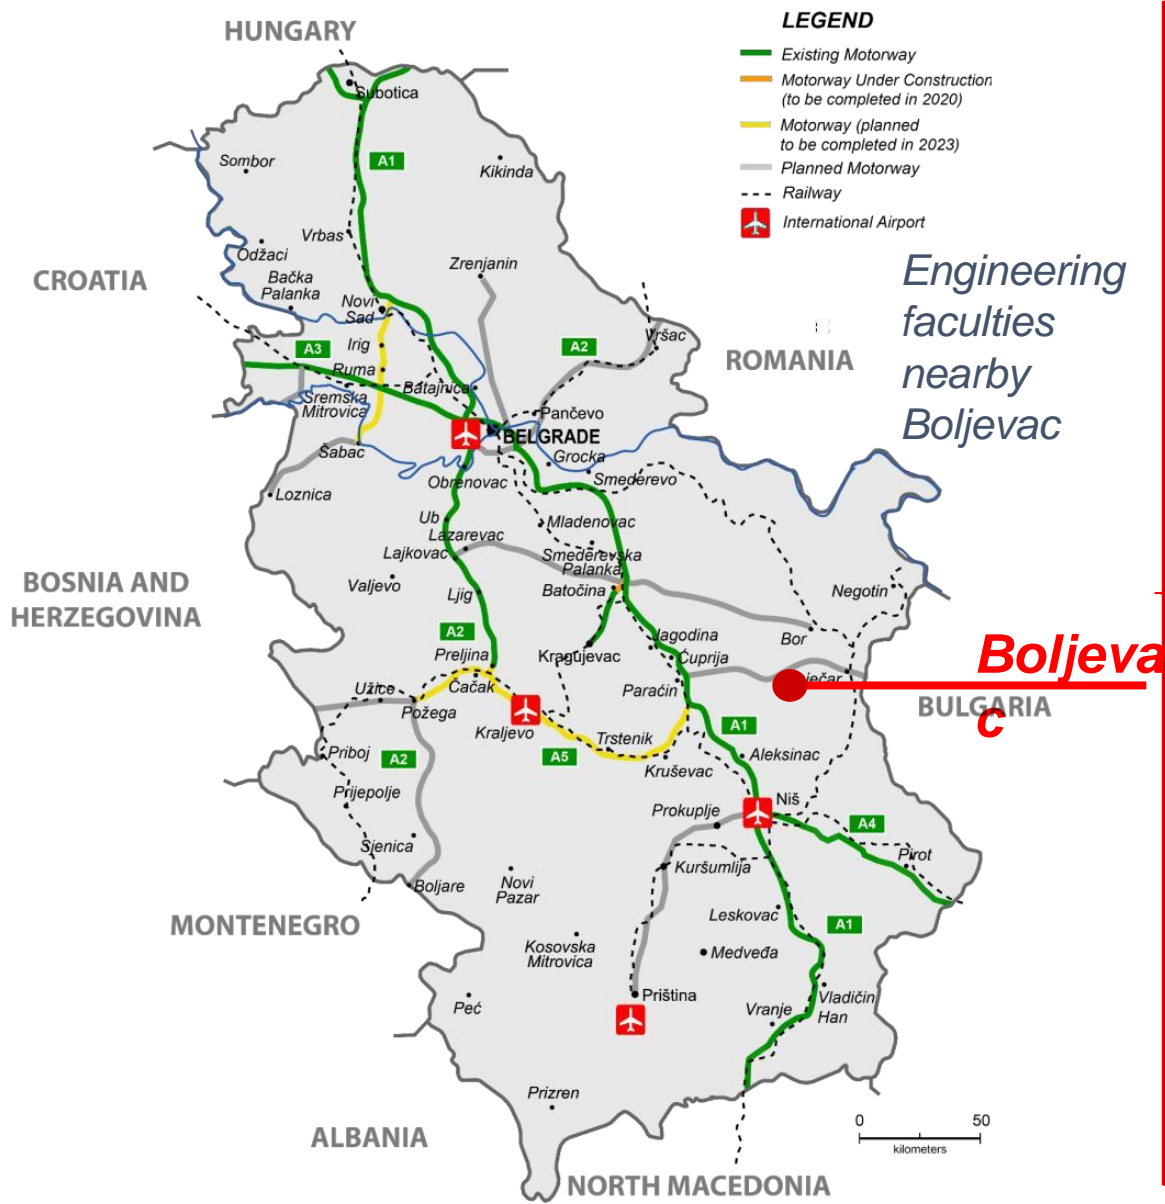 HUNGARY
LEGEND
Existing Motorway
Motorway Under Construction
(to be completed in 2020)
Motorway (planned
to be completed in 2023)
Planned Motorway
Railway
International Airport
Subotica
A1
Sombor
Kikinda
Vrbas
Odžaci
Zrenjanin
CROATIA
Bačka
Palanka
Novi
Sad
Engineering
faculties
nearby
Boljevac
A3
Irig
A2
Vršac
ROMANIA
Ruma
Batajnica
Sremska
Mitrovica
Pančevo
BELGRADE
Šabac
Grocka
Obrenovac
Smederevo
Loznica
Ub
Mladenovac
Lazarevac
Lajkovac
Smederevska
Palanka
BOSNIA AND
HERZEGOVINA
Valjevo
Ljig
Batočina
Negotin
A2
Jagodina
Bor
Preljina
Kragujevac
Ćuprija
Boljeva
c
Čačak
Užice
Paraćin
ječar
BULGARIA
Požega
Kraljevo
A1
Trstenik
Priboj
A2
A5
Aleksinac
Kruševac
Prijepolje
Niš
Prokuplje
A4
Sjenica
Pirot
Kuršumlija
Boljare
Novi
Pazar
MONTENEGRO
Leskovac
A1
Kosovska
Mitrovica
Medveđa
Priština
Peć
Vladičin
Han
Vranje
Prizren
ALBANIA
0 50
kilometers
NORTH MACEDONIA